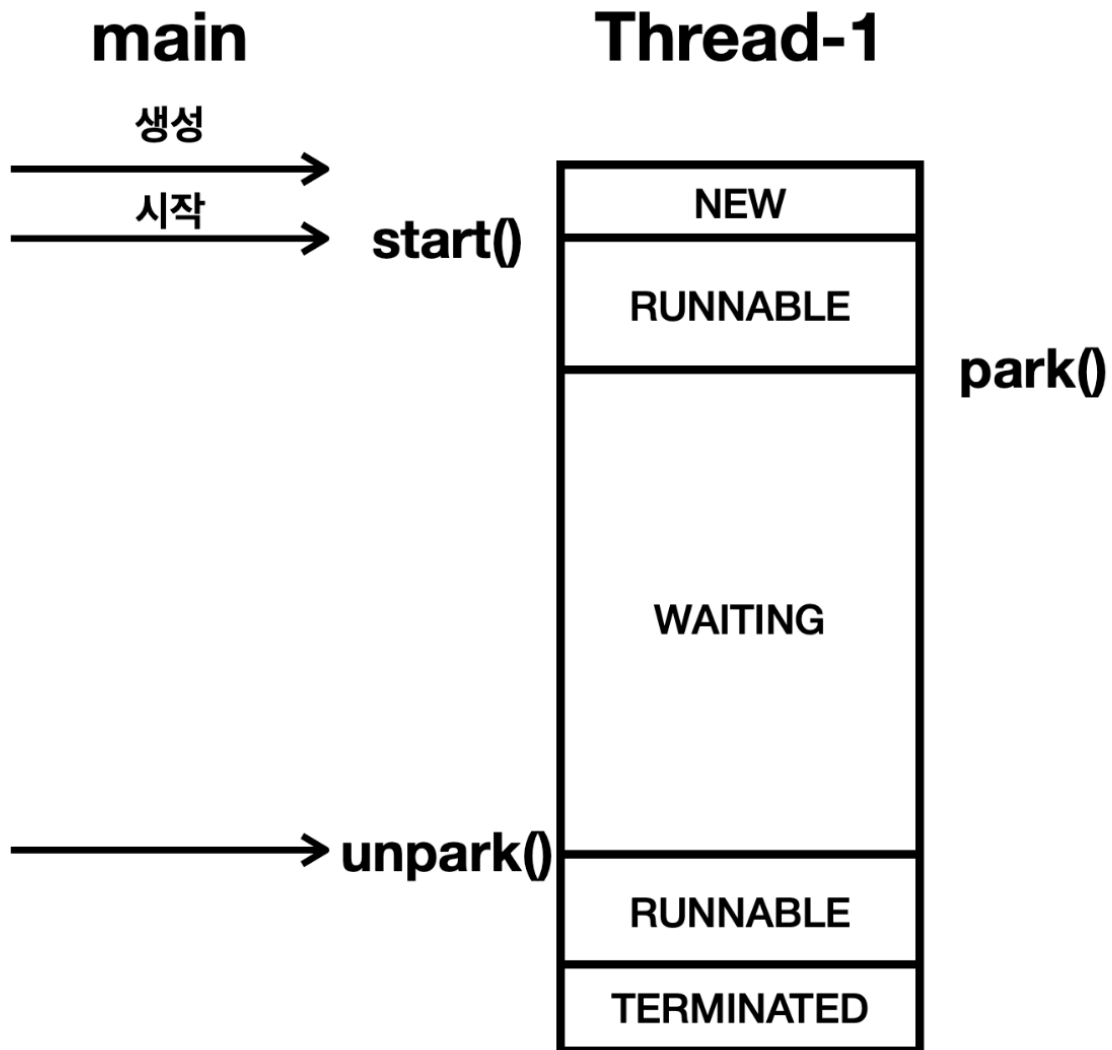 main
Thread-1
생성
시작
start()
NEW
RUNNABLE
park()
WAITING
unpark()
RUNNABLE
TERMINATED